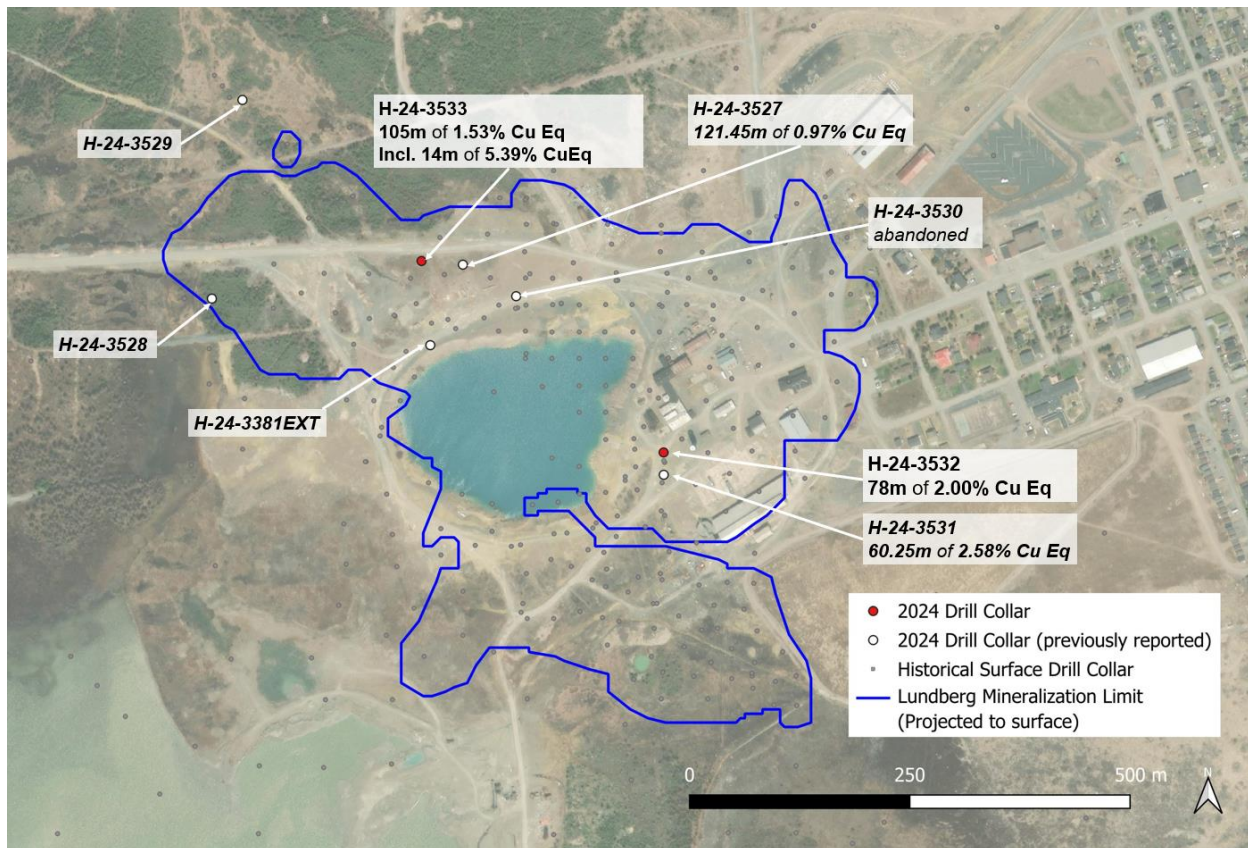 H-24-3529
H-24-3533
105m of 1.53% Cu Eq
Incl. 14m of 5.39% CuEq
H-24-3527
121.45m of 0.97% Cu Eq
H-24-3530
abandoned
H-24-3528
H-24-3381EXT
H-24-3532
78m of 2.00% Cu Eq
H-24-3531
60.25m of 2.58% Cu Eq
2024 Drill Collar
2024 Drill Collar (previously reported)
Historical Surface Drill Collar
Lundberg Mineralization Limit
(Projected to surface)
0 250 500 m
N